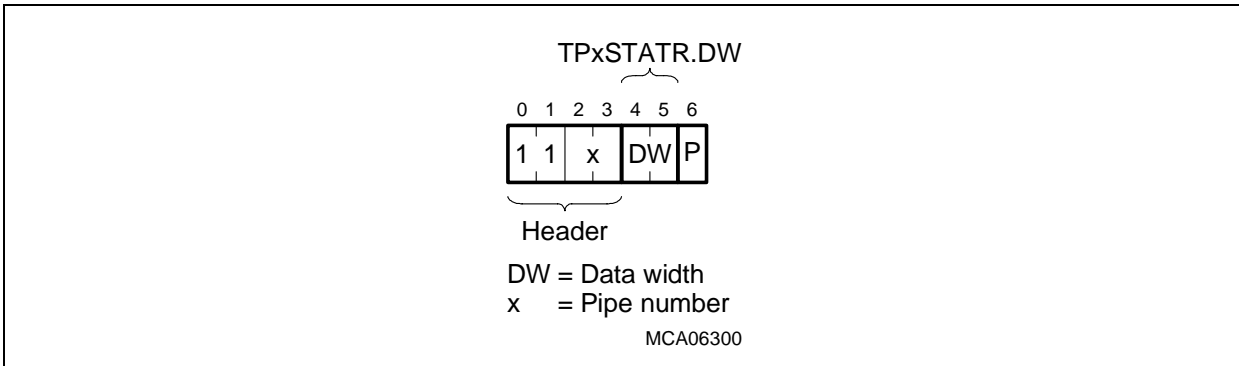 TPxSTATR.DW
0 1 2 3 4 5 6
1 1 x DW P
Header
DW = Data width
x = Pipe number
MCA06300